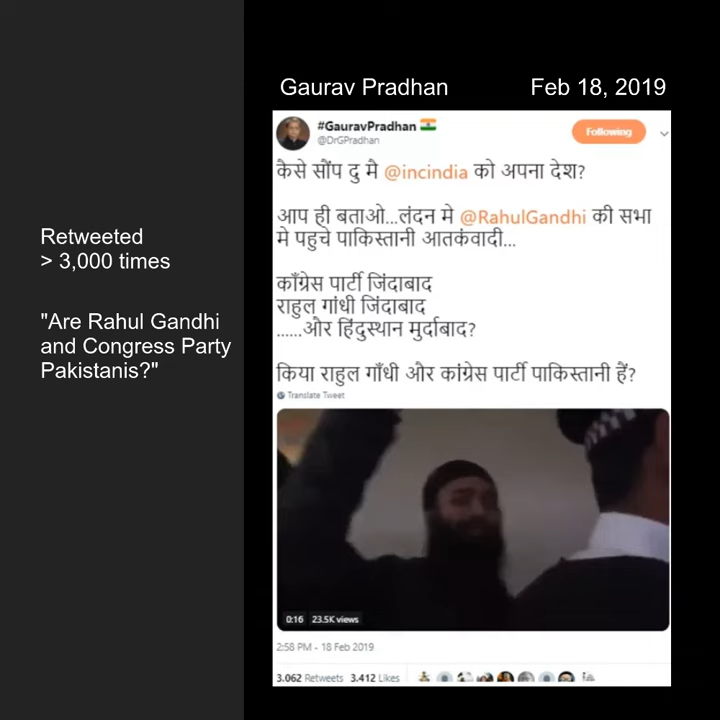 Gaurav Pradhan
Feb 18, 2019
Retweeted
> 3,000 times
"Are Rahul Gandhi
and Congress Party
Pakistanis?"
#GauravPradhan
@DrGPradhan
Following
कैसे सौंप दु मै @incindia को अपना देश?
आप ही बताओ...लंदन मे @RahulGandhi की सभा
मे पहुचे पाकिस्तानी आतकंवादी...
काँग्रेस पार्टी जिंदाबाद
राहुल गांधी जिंदाबाद
......और हिंदुस्थान मुर्दाबाद?
किया राहुल गाँधी और कांग्रेस पार्टी पाकिस्तानी हैं?
Translate Tweet
0:16 23.5K views
2:58 PM - 18 Feb 2019
3.062 Retweets 3.412 Likes